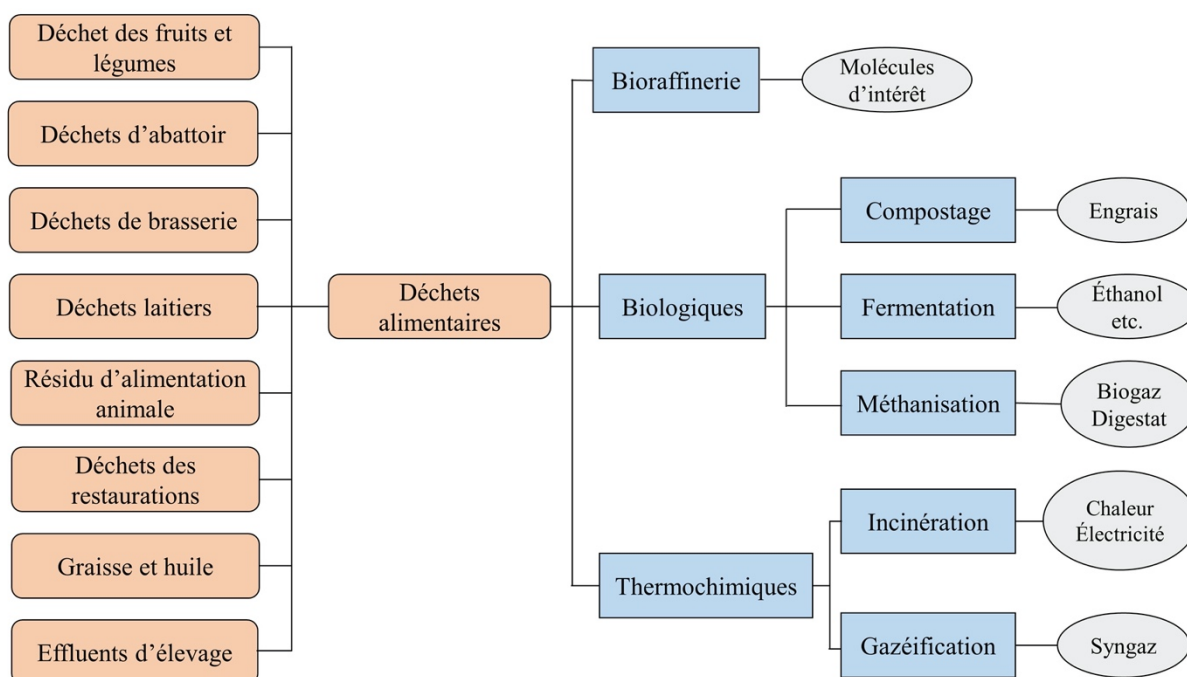 Déchet des fruits et
légumes
Déchets d’abattoir
Déchets de brasserie
Déchets laitiers
Résidu d’alimentation
animale
Déchets des
restaurations
Graisse et huile
Effluents d’élevage
Déchets
alimentaires
Bioraffinerie
Molécules
d’intérêt
Biologiques
Compostage
Engrais
Fermentation
Éthanol
etc.
Méthanisation
Biogaz
Digestat
Thermochimiques
Incinération
Chaleur
Électricité
Gazéification
Syngaz